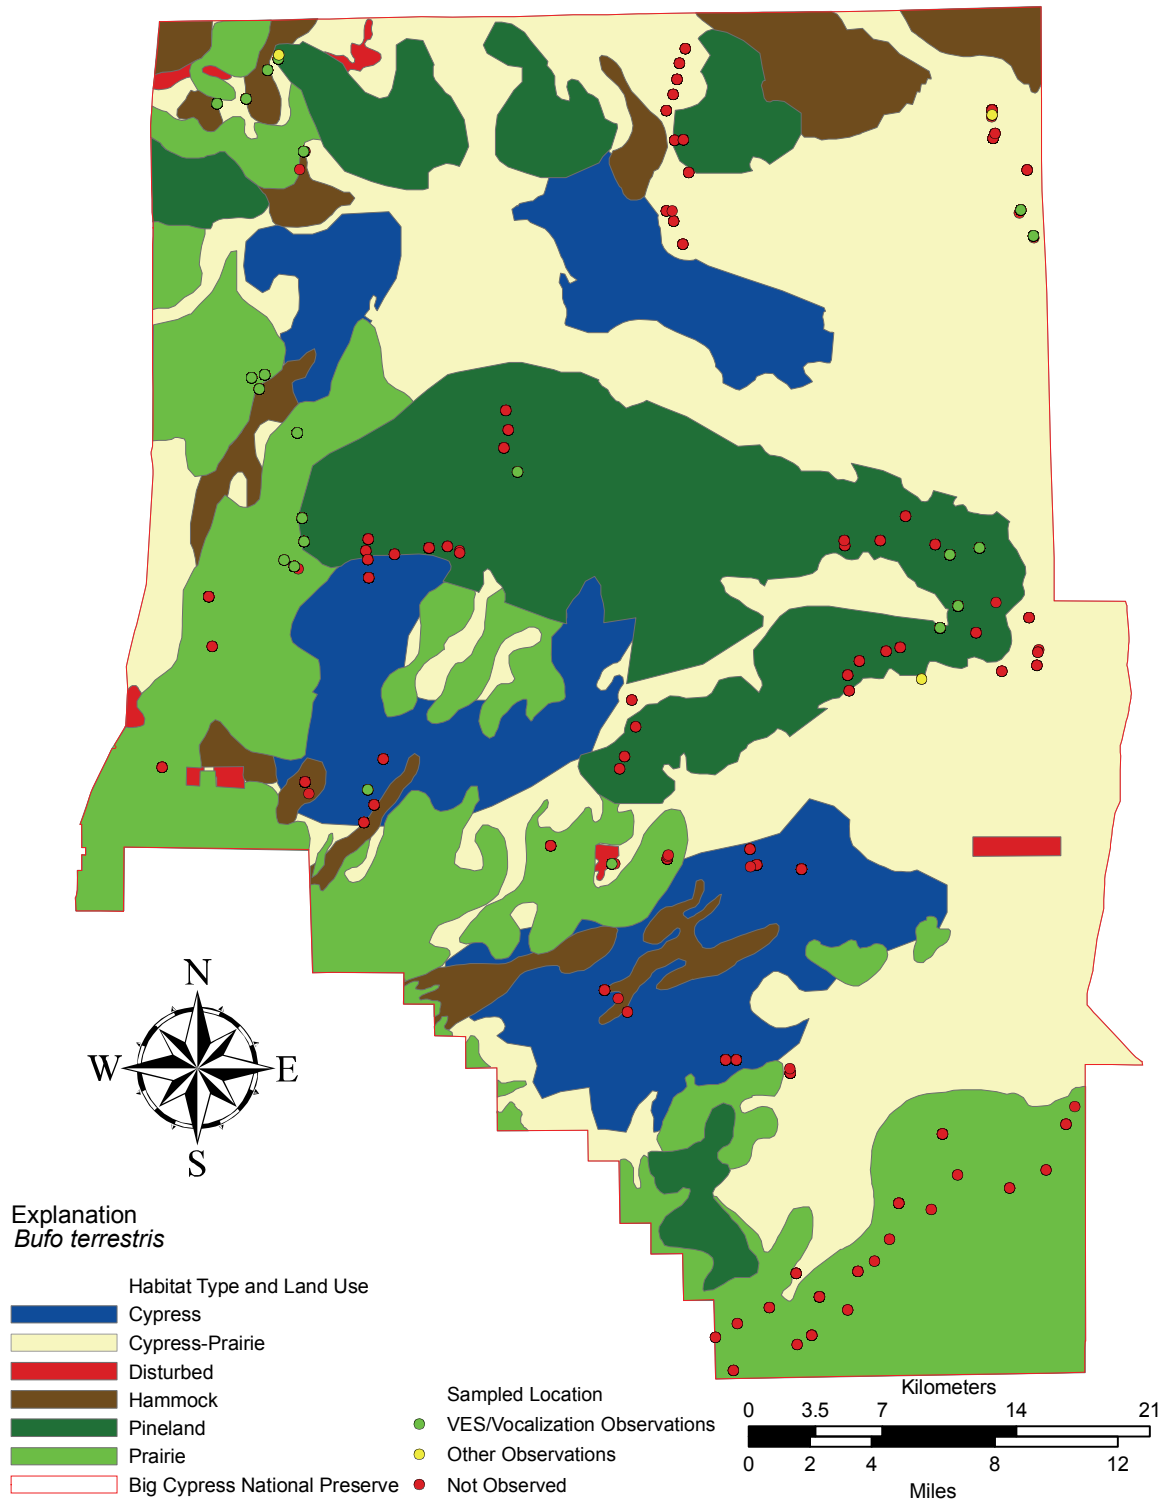 N
W
E
S
Explanation
Bufo terrestris
Habitat Type and Land Use
Cypress
Cypress-Prairie
Disturbed
Hammock
Pineland
Prairie
Big Cypress National Preserve
Sampled Location
VES/Vocalization Observations
Other Observations
Not Observed
Kilometers
0 3.5 7 14 21
0 2 4 8 12
Miles